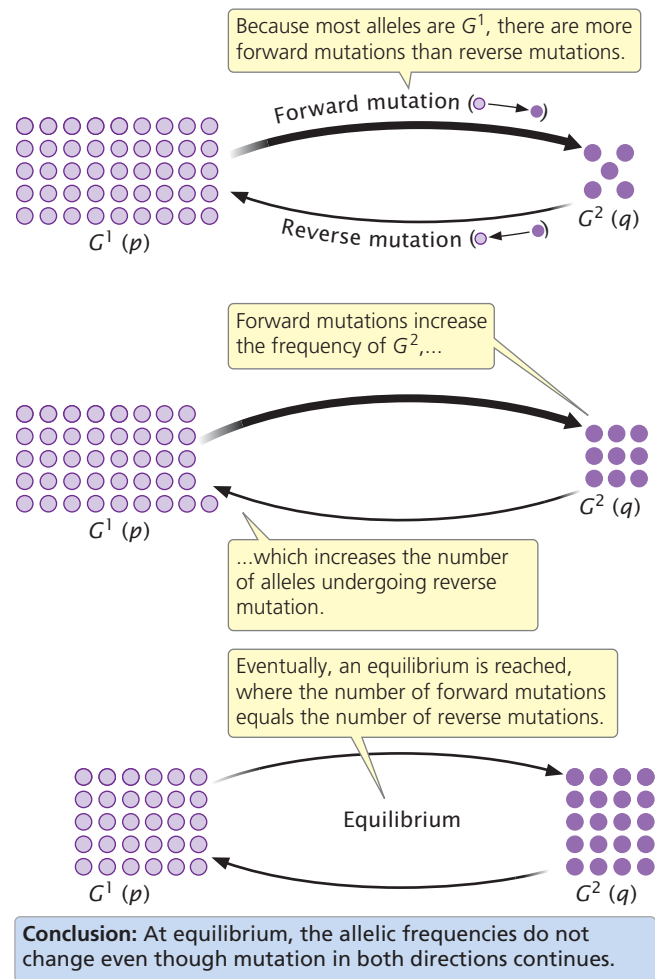 Because most alleles are G¹, there are more
forward mutations than reverse mutations.
Forward mutation ( )
G¹ (p)
G² (q)
Reverse mutation ( )
Forward mutations increase
the frequency of G²,...
G¹ (p)
G² (q)
...which increases the number
of alleles undergoing reverse
mutation.
Eventually, an equilibrium is reached,
where the number of forward mutations
equals the number of reverse mutations.
Equilibrium
G¹ (p)
G² (q)
Conclusion: At equilibrium, the allelic frequencies do not
change even though mutation in both directions continues.